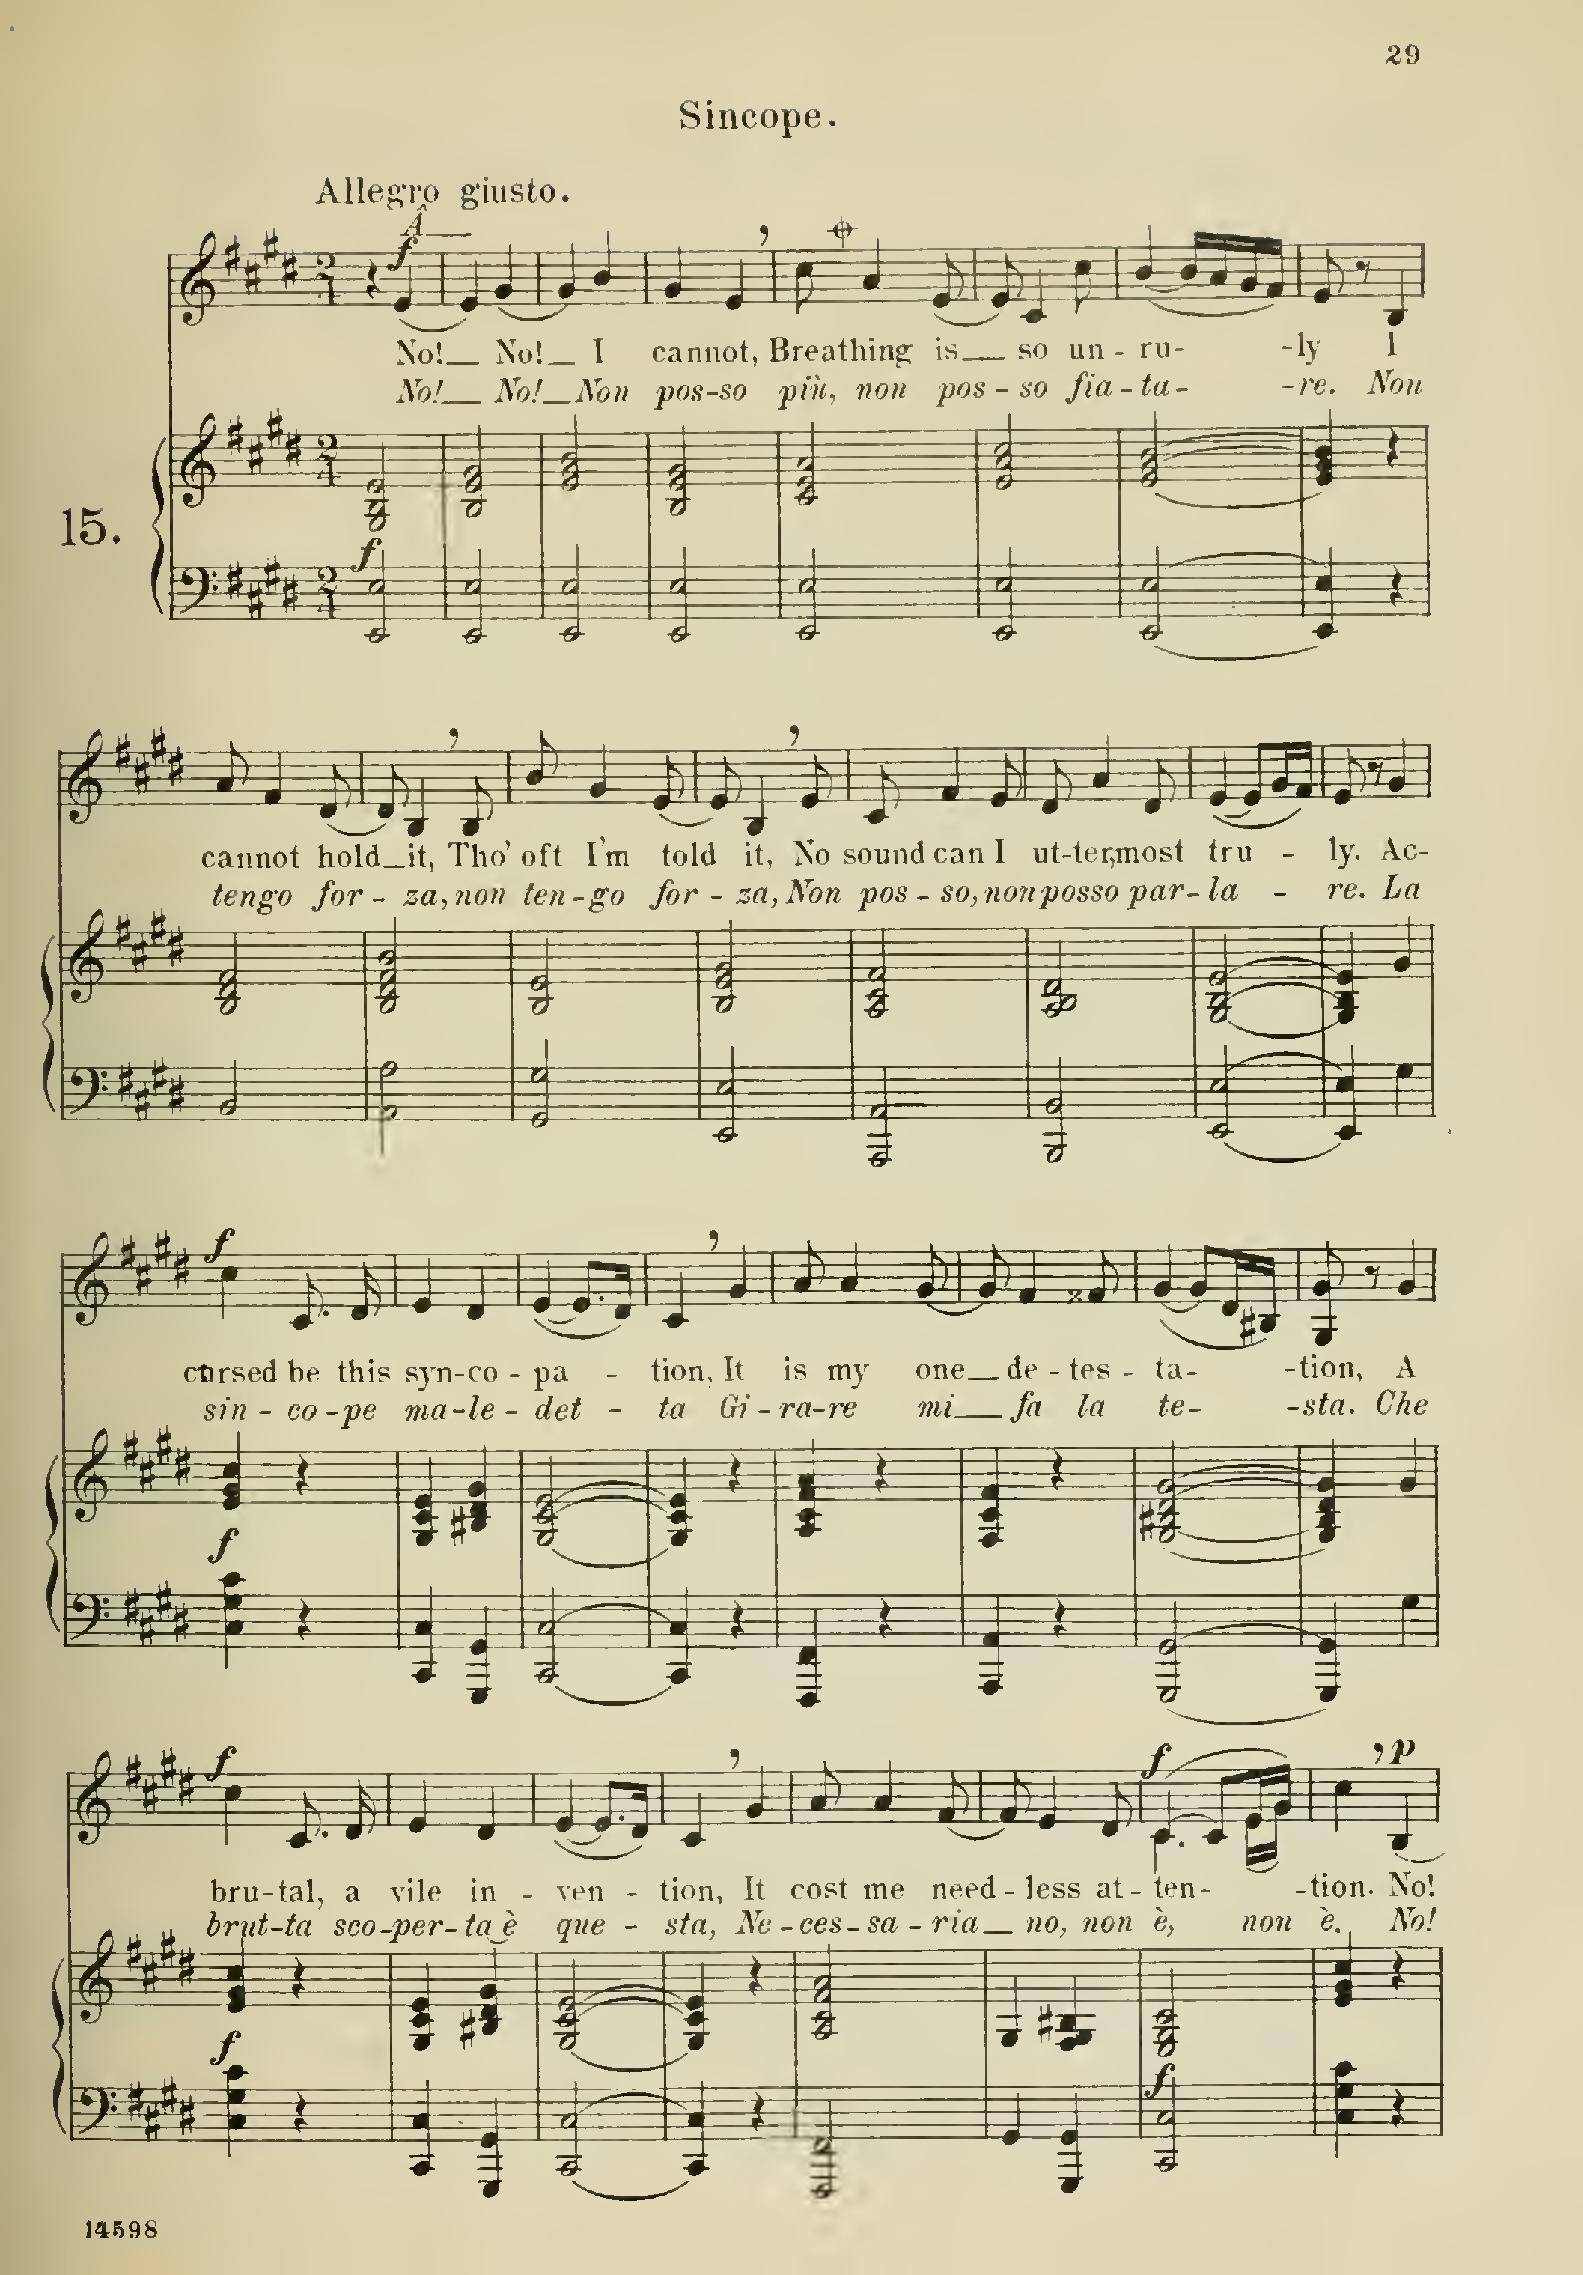 29
Sincope.
Allegro giusto.
A
f
No! No! I cannot, Breathing is so un-ru- -ly I
No! No! Non pos-so più, non pos-so fia-ta- -re. Non
15.
f
cannot hold it, Tho' oft I'm told it, No sound can I ut-ter, most tru - ly. Ac-
tengo for - za, non ten-go for - za, Non pos - so, non posso par-la - re. La
f
cursed be this syn-co - pa - tion, It is my one de-tes - ta- -tion, A
sin - co-pe ma-le - det - ta Gi-ra-re mi fa la te- -sta. Che
f
f , p
f
bru-tal, a vile in - ven - tion, It cost me need-less at-ten- -tion. No!
brut-ta sco-per-ta è que - sta, Ne-ces-sa-ria no, non è, non è. No!
f f
14598